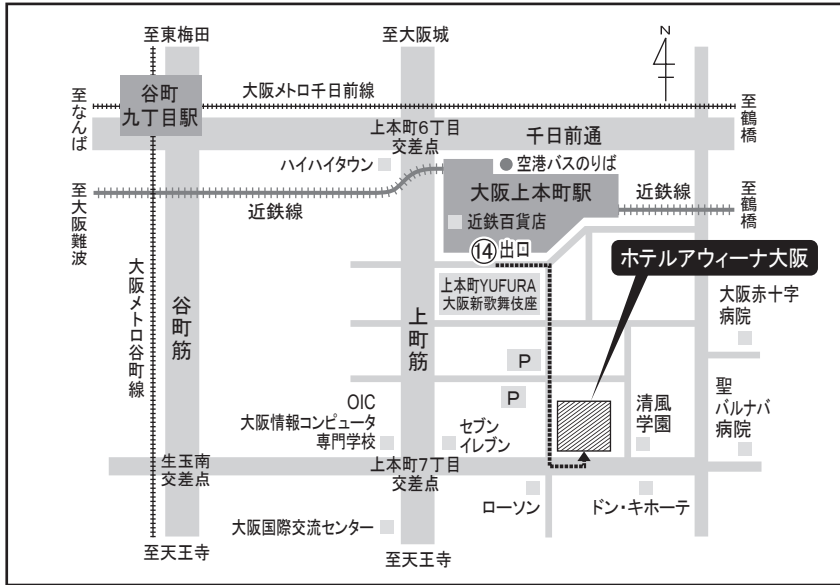 至東梅田
至大阪城
N
谷町
九丁目駅
大阪メトロ千日前線
至なんば
至鶴橋
上本町6丁目
交差点
千日前通
ハイハイタウン
空港バスのりば
大阪上本町駅
近鉄線
至鶴橋
至大阪難波
近鉄線
近鉄百貨店
⑭出口
ホテルアウィーナ大阪
上本町YUFURA
大阪新歌舞伎座
大阪赤十字
病院
大阪メトロ谷町線
谷町筋
上町筋
P
P
OIC
大阪情報コンピュータ
専門学校
セブン
イレブン
清風
学園
聖
バルナバ
病院
生玉南
交差点
上本町7丁目
交差点
ローソン
ドン・キホーテ
大阪国際交流センター
至天王寺
至天王寺